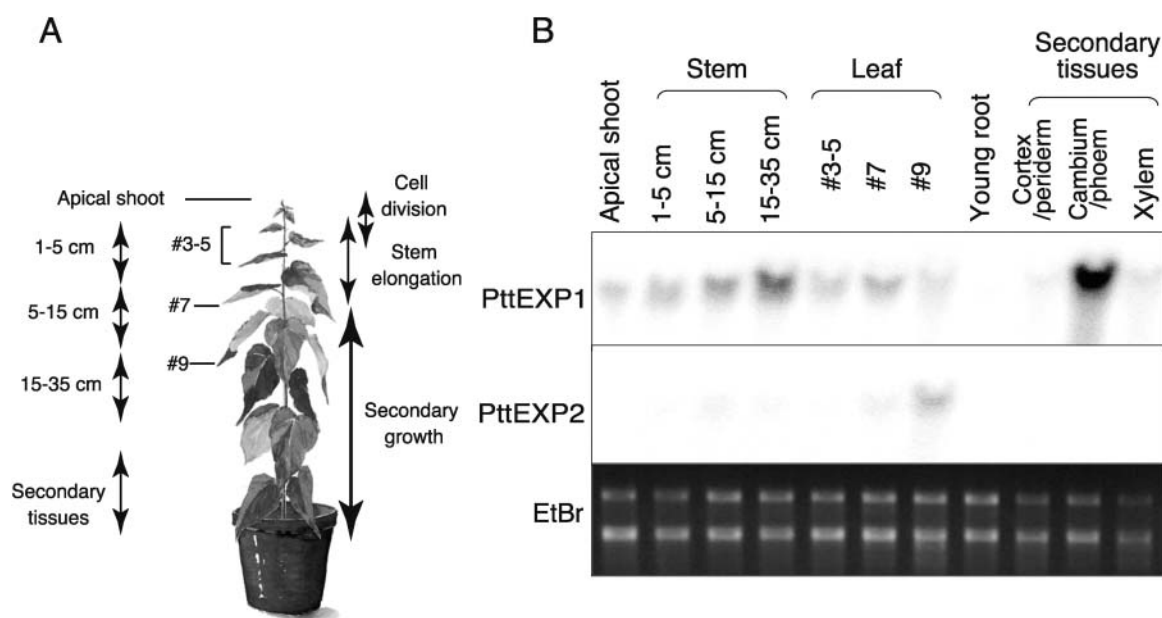 A
Apical shoot
1-5 cm
5-15 cm
15-35 cm
Secondary
tissues
#3-5
#7
#9
Cell
division
Stem
elongation
Secondary
growth
B
Stem
Leaf
Secondary
tissues
Apical shoot
1-5 cm
5-15 cm
15-35 cm
#3-5
#7
#9
Young root
Cortex
/periderm
Cambium
/phoem
Xylem
PttEXP1
PttEXP2
EtBr